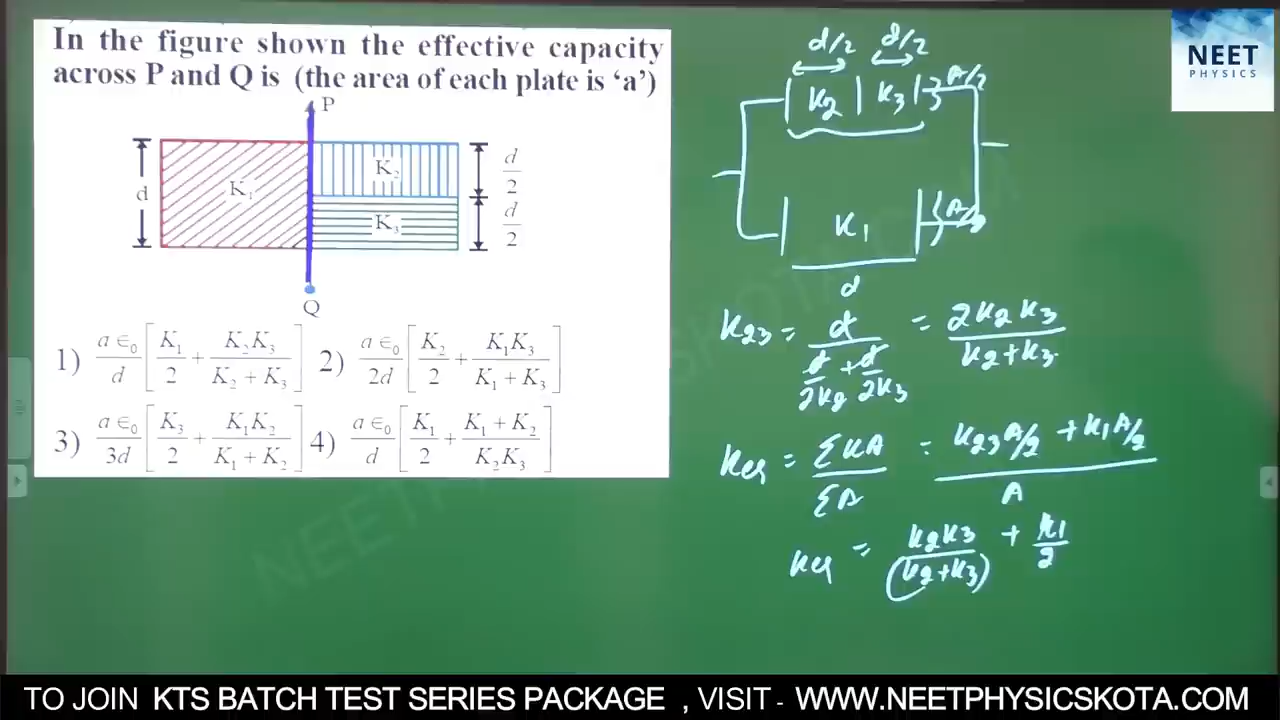 In the figure shown the effective capacity
across P and Q is (the area of each plate is ‘a’)
P
d
K₁
K₂
K₃
d/2
d/2
Q
1) a∈₀/d [K₁/2 + K₂K₃/(K₂ + K₃)] 2) a∈₀/2d [K₂/2 + K₁K₃/(K₁ + K₃)]
3) a∈₀/3d [K₃/2 + K₁K₂/(K₁ + K₂)] 4) a∈₀/d [K₁/2 + (K₁ + K₂)/K₂K₃]
d/2 d/2
K₂ K₃ A/2
K₁ A/2
d
K₂₃ = d/(d/2K₂ + d/2K₃) = 2K₂K₃/(K₂+K₃)
Keq = ΣKA/ΣA = (K₂₃A/2 + K₁A/2)/A
Keq = K₂K₃/(K₂+K₃) + K₁/2
NEET
PHYSICS
NEETPHYSICSKOTA.COM
TO JOIN KTS BATCH TEST SERIES PACKAGE , VISIT - WWW.NEETPHYSICSKOTA.COM